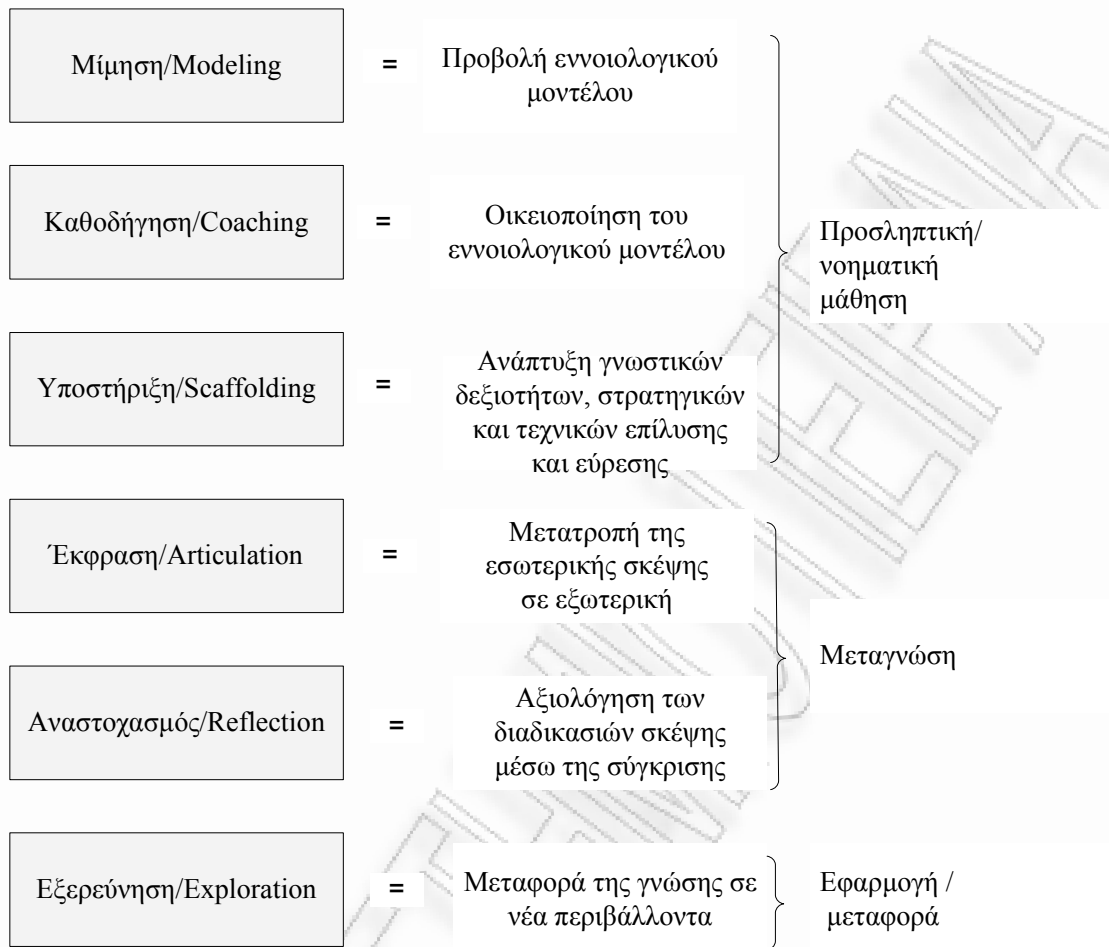 Μίμηση/Modeling
=
Προβολή εννοιολογικού
μοντέλου
Καθοδήγηση/Coaching
=
Οικειοποίηση του
εννοιολογικού μοντέλου
Υποστήριξη/Scaffolding
=
Ανάπτυξη γνωστικών
δεξιοτήτων, στρατηγικών
και τεχνικών επίλυσης
και εύρεσης
Προσληπτική/
νοηματική
μάθηση
Έκφραση/Articulation
=
Μετατροπή της
εσωτερικής σκέψης
σε εξωτερική
Αναστοχασμός/Reflection
=
Αξιολόγηση των
διαδικασιών σκέψης
μέσω της σύγκρισης
Μεταγνώση
Εξερεύνηση/Exploration
=
Μεταφορά της γνώσης σε
νέα περιβάλλοντα
Εφαρμογή /
μεταφορά